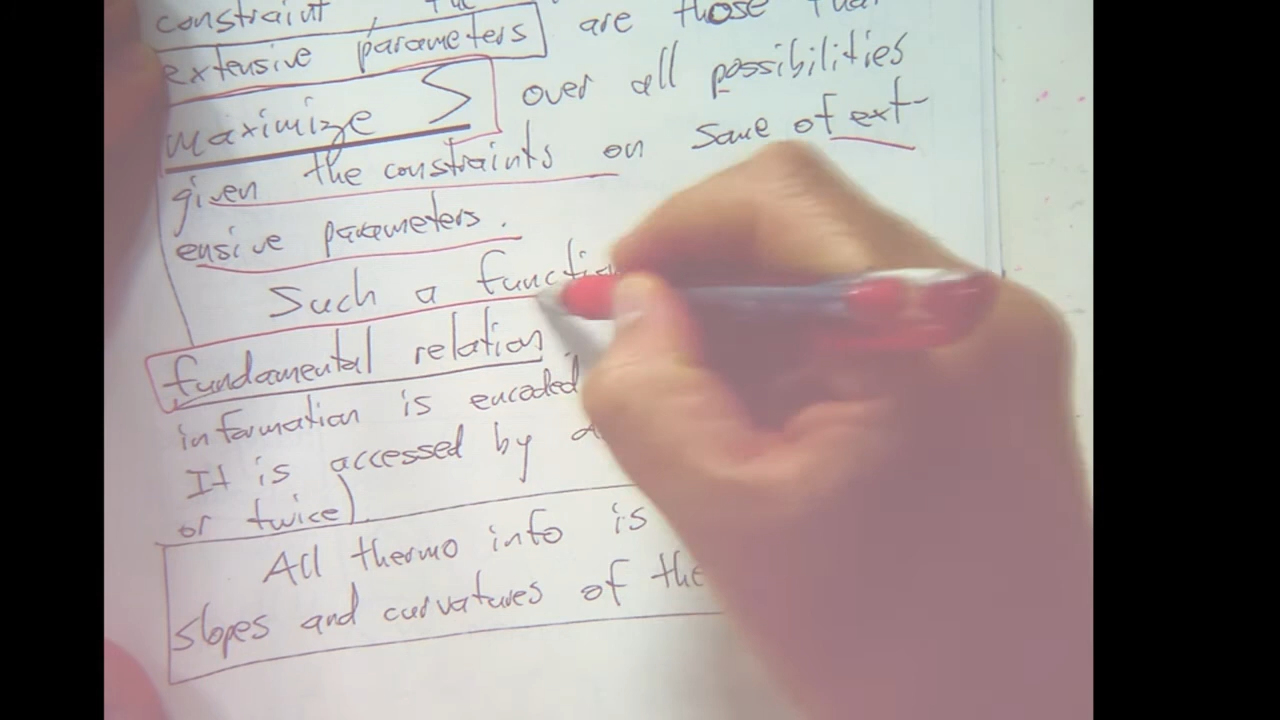 constraint, the
extensive parameters are those that
maximize S over all possibilities
given the constraints on some of ext-
ensive parameters.
Such a functio
fundamental relation
information is encoded
It is accessed by
or twice)
All thermo info is
slopes and curvatures of the